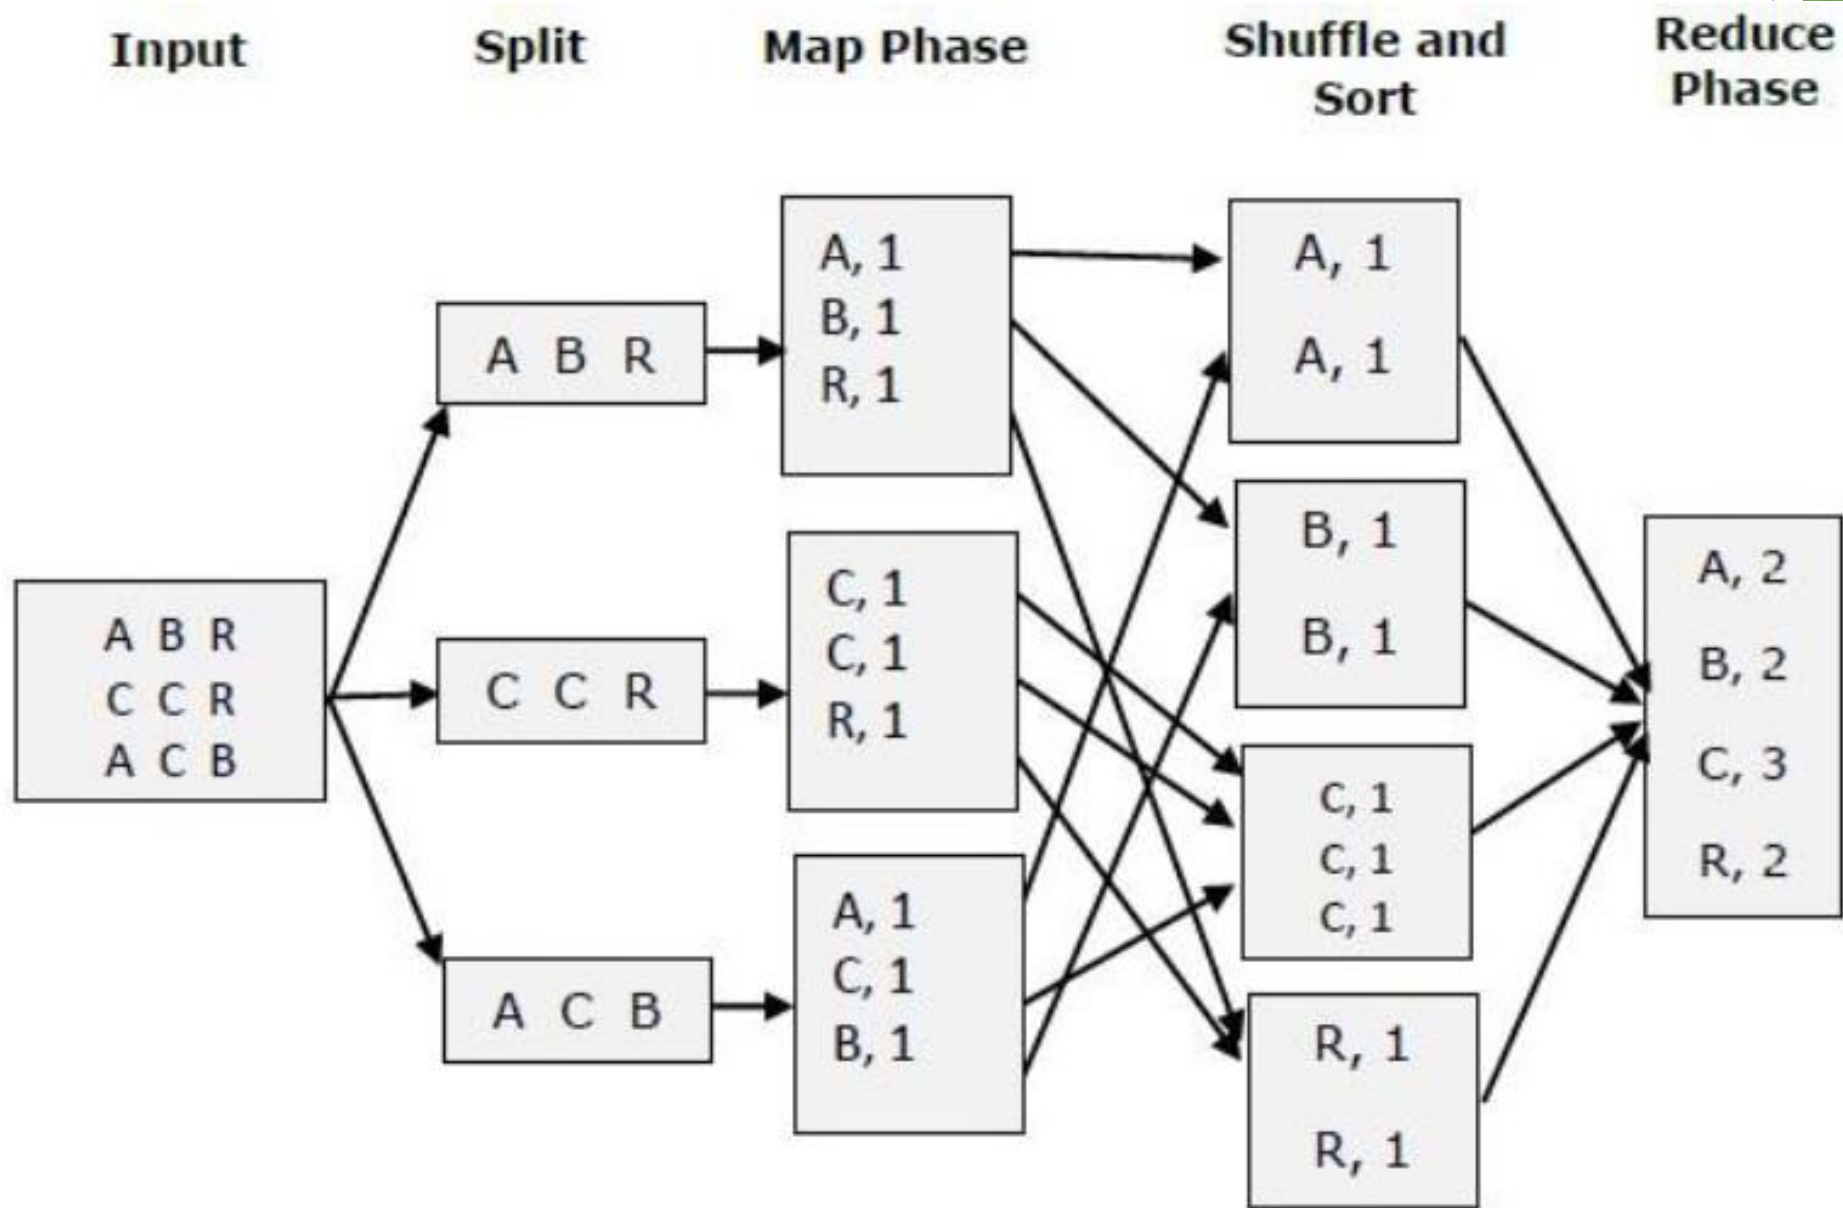 Input
Split
Map Phase
Shuffle and
Sort
Reduce
Phase
A B R
C C R
A C B
A B R
C C R
A C B
A, 1
B, 1
R, 1
C, 1
C, 1
R, 1
A, 1
C, 1
B, 1
A, 1
A, 1
B, 1
B, 1
C, 1
C, 1
C, 1
R, 1
R, 1
A, 2
B, 2
C, 3
R, 2